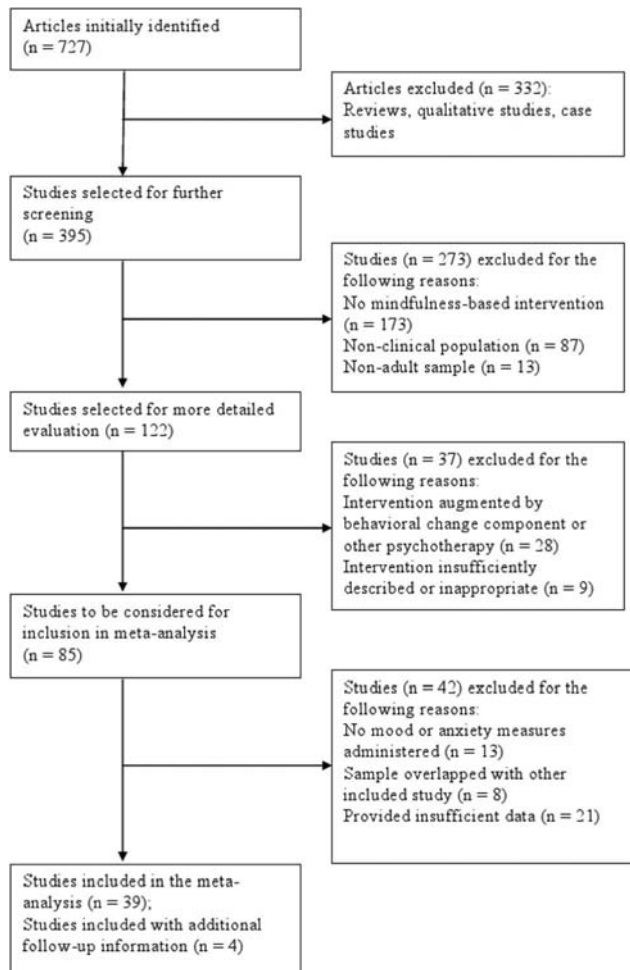 Articles initially identified
(n = 727)
Articles excluded (n = 332):
Reviews, qualitative studies, case
studies
Studies selected for further
screening
(n = 395)
Studies (n = 273) excluded for the
following reasons:
No mindfulness-based intervention
(n = 173)
Non-clinical population (n = 87)
Non-adult sample (n = 13)
Studies selected for more detailed
evaluation (n = 122)
Studies (n = 37) excluded for the
following reasons:
Intervention augmented by
behavioral change component or
other psychotherapy (n = 28)
Intervention insufficiently
described or inappropriate (n = 9)
Studies to be considered for
inclusion in meta-analysis
(n = 85)
Studies (n = 42) excluded for the
following reasons:
No mood or anxiety measures
administered (n = 13)
Sample overlapped with other
included study (n = 8)
Provided insufficient data (n = 21)
Studies included in the meta-
analysis (n = 39);
Studies included with additional
follow-up information (n = 4)